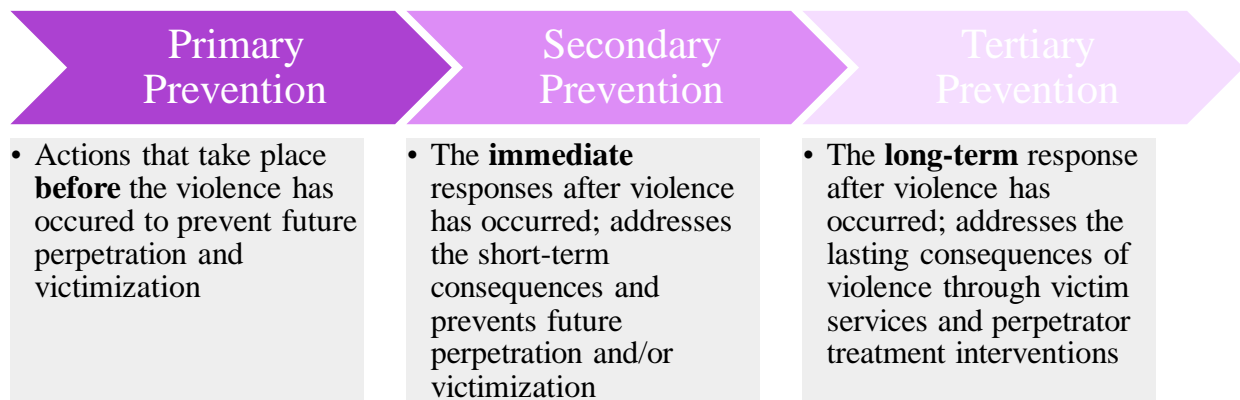 Primary
Prevention
• Actions that take place
before the violence has
occured to prevent future
perpetration and
victimization
Secondary
Prevention
• The immediate
responses after violence
has occurred; addresses
the short-term
consequences and
prevents future
perpetration and/or
victimization
Tertiary
Prevention
• The long-term response
after violence has
occurred; addresses the
lasting consequences of
violence through victim
services and perpetrator
treatment interventions